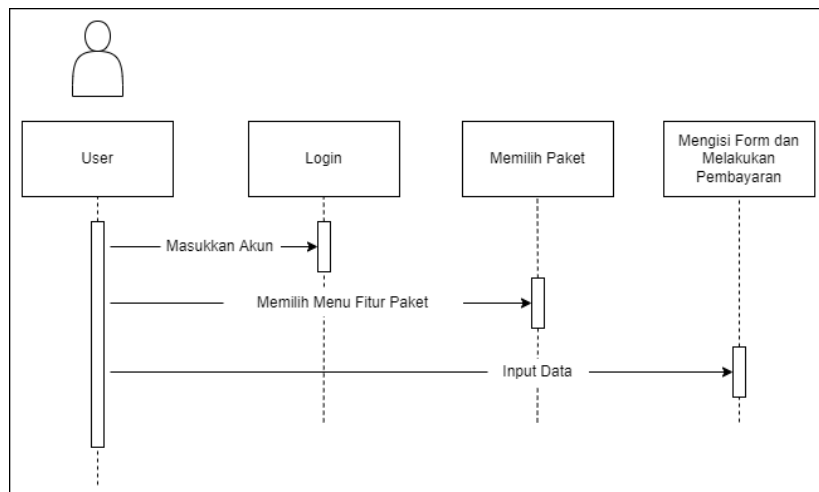 User
Login
Memilih Paket
Mengisi Form dan
Melakukan
Pembayaran
Masukkan Akun
Memilih Menu Fitur Paket
Input Data